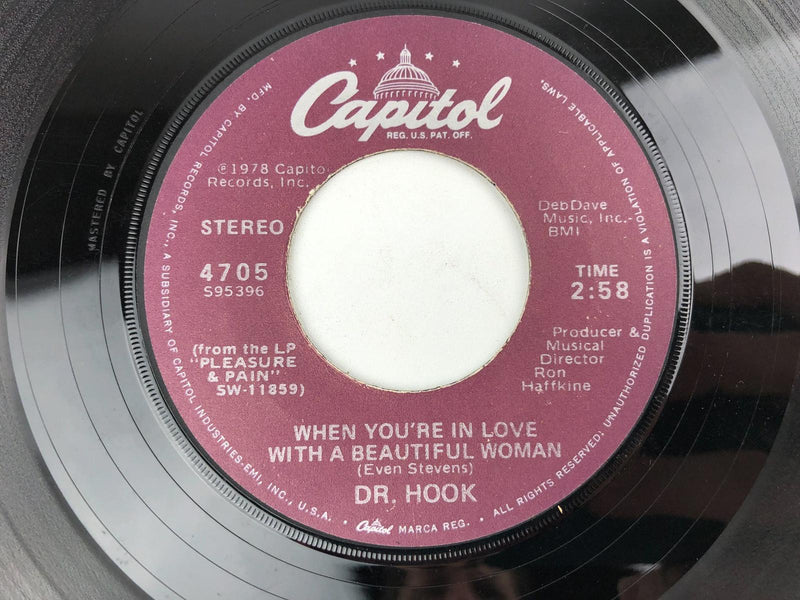 Capitol
REG. U.S. PAT. OFF.
℗1978 Capitol
Records, Inc.
STEREO
4705
S95396
(from the LP
"PLEASURE
& PAIN"
SW-11859)
DebDave
Music, Inc.-
BMI
TIME
2:58
Producer &
Musical
Director
Ron
Haffkine
WHEN YOU'RE IN LOVE
WITH A BEAUTIFUL WOMAN
(Even Stevens)
DR. HOOK
MFD. BY CAPITOL RECORDS, INC., A SUBSIDIARY OF CAPITOL INDUSTRIES-EMI, INC., U.S.A. • Capitol MARCA REG. • ALL RIGHTS RESERVED; UNAUTHORIZED DUPLICATION IS A VIOLATION OF APPLICABLE LAWS.
MASTERED BY CAPITOL